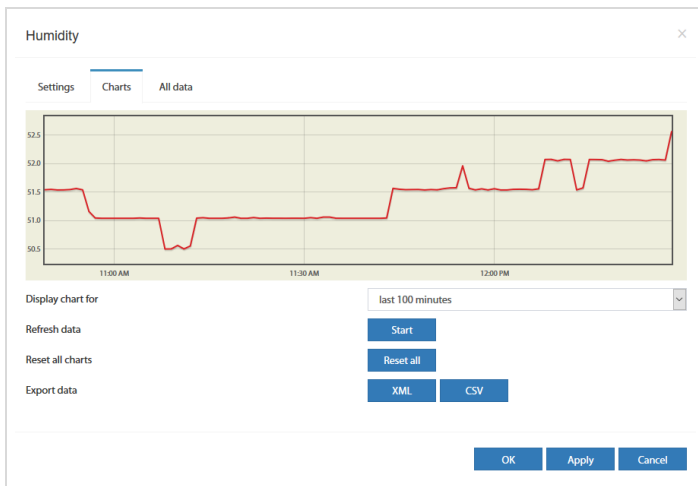 Humidity
Settings Charts All data
52.5
52.0
51.5
51.0
50.5
11:00 AM 11:30 AM 12:00 PM
Display chart for last 100 minutes
Refresh data Start
Reset all charts Reset all
Export data XML CSV
OK Apply Cancel